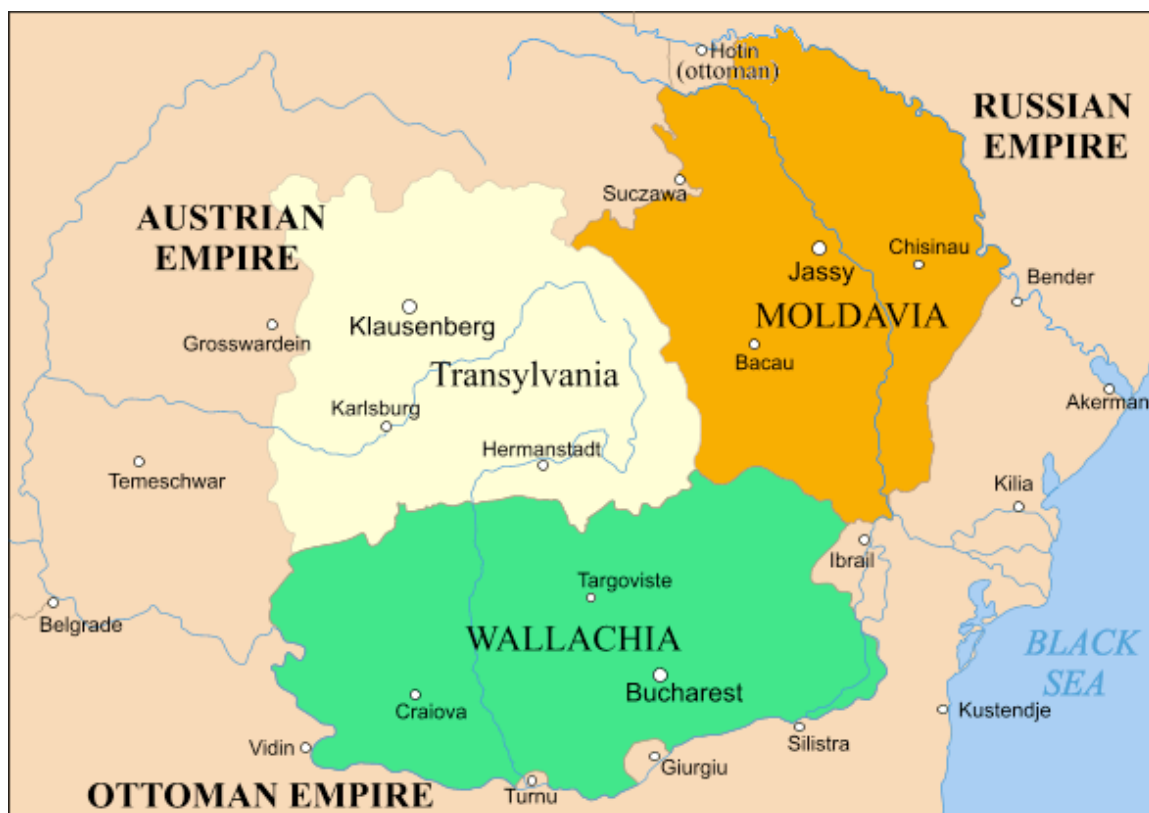 Hotin
(ottoman)
RUSSIAN
EMPIRE
Suczawa
AUSTRIAN
EMPIRE
Jassy
Chisinau
Bender
Klausenberg
MOLDAVIA
Grosswardein
Bacau
Transylvania
Akerman
Karlsburg
Hermanstadt
Temeschwar
Kilia
Ibrail
Targoviste
Belgrade
WALLACHIA
BLACK
SEA
Bucharest
Craiova
Kustendje
Silistra
Vidin
Giurgiu
OTTOMAN EMPIRE
Turnu